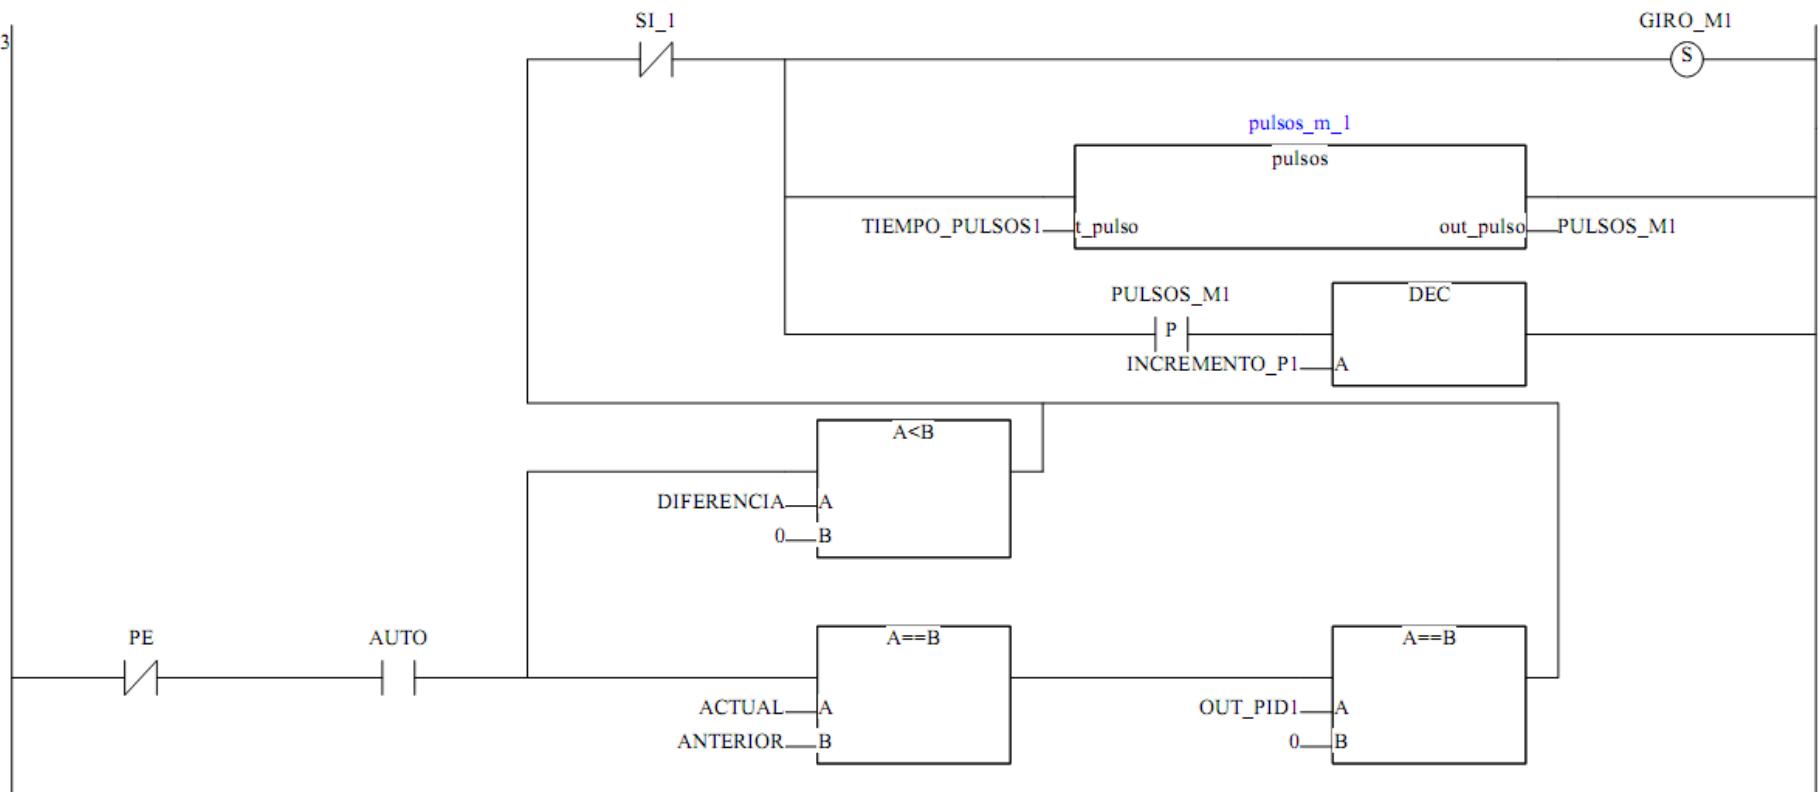 3
SI_1
GIRO_M1
S
pulsos_m_1
pulsos
TIEMPO_PULSOS1
t_pulso
out_pulso
PULSOS_M1
PULSOS_M1
P
DEC
INCREMENTO_P1
A
A<B
DIFERENCIA
A
0
B
PE
AUTO
A==B
A==B
ACTUAL
A
OUT_PID1
A
ANTERIOR
B
0
B